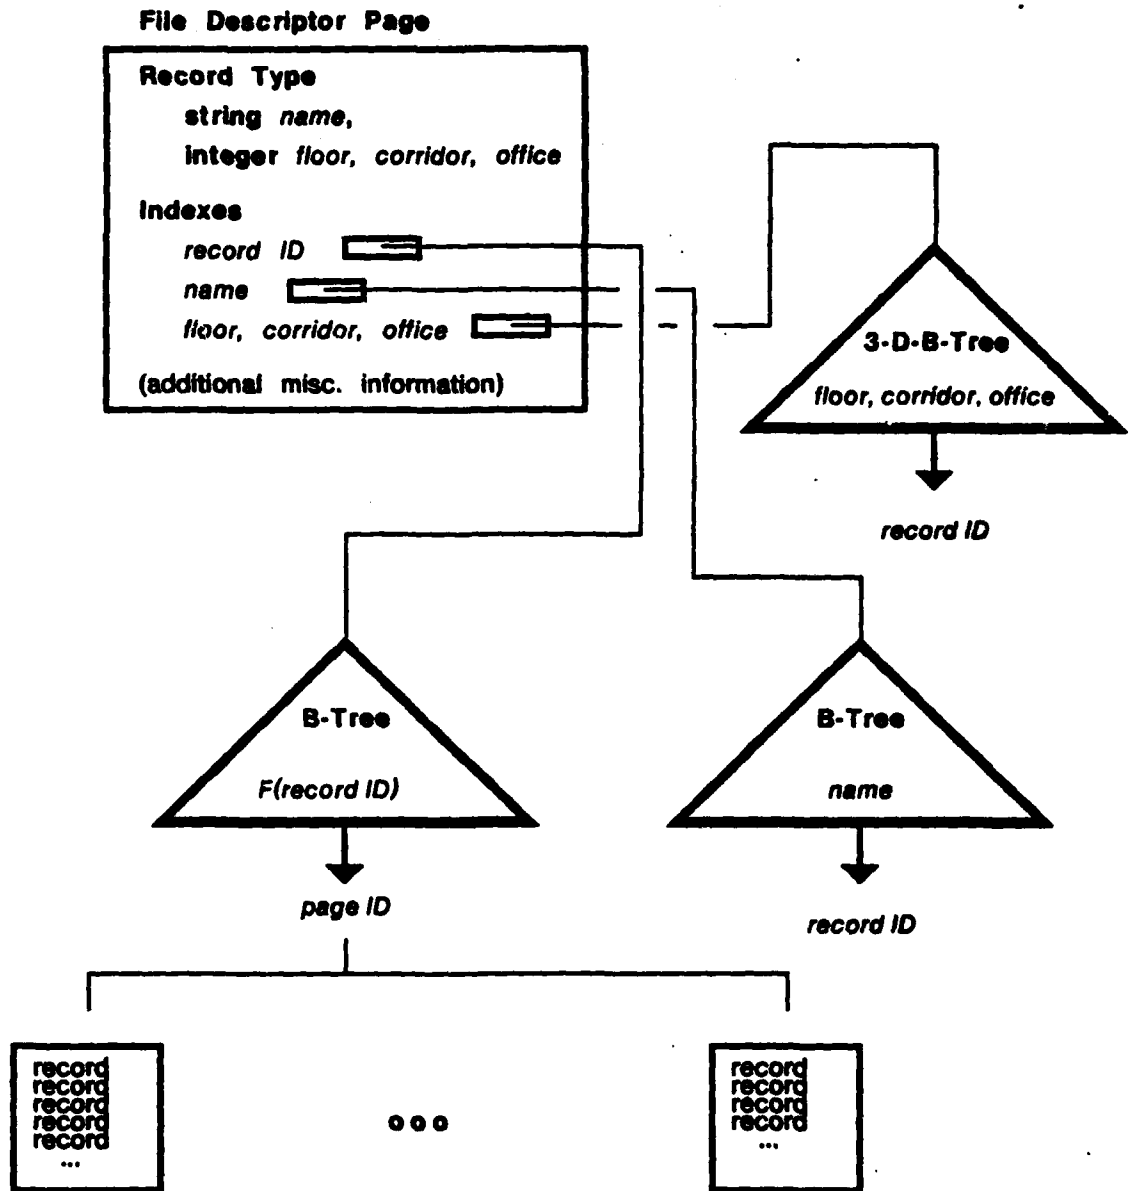 File Descriptor Page
Record Type
string name,
integer floor, corridor, office
Indexes
record ID
name
floor, corridor, office
(additional misc. information)
3-D-B-Tree
floor, corridor, office
record ID
B-Tree
F(record ID)
page ID
B-Tree
name
record ID
record
record
record
record
record
...
ooo
record
record
record
record
...